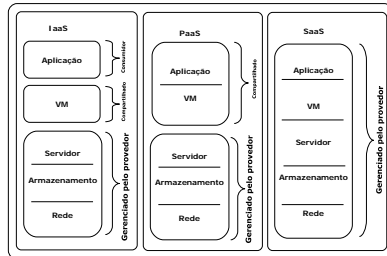 IaaS
Aplicação
Consumidor
VM
Compartilhado
Servidor
Armazenamento
Rede
Gerenciado pelo provedor
PaaS
Aplicação
VM
Compartilhado
Servidor
Armazenamento
Rede
Gerenciado pelo provedor
SaaS
Aplicação
VM
Servidor
Armazenamento
Rede
Gerenciado pelo provedor